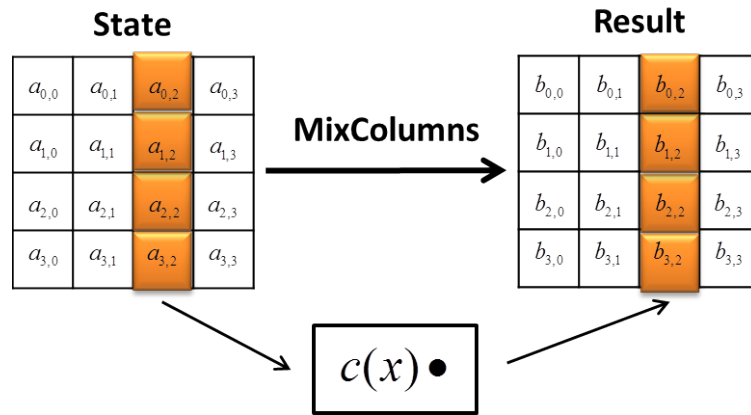 State Result
a0,0 a0,1 a0,2 a0,3 b0,0 b0,1 b0,2 b0,3
MixColumns
a1,0 a1,1 a1,2 a1,3 b1,0 b1,1 b1,2 b1,3
a2,0 a2,1 a2,2 a2,3 b2,0 b2,1 b2,2 b2,3
a3,0 a3,1 a3,2 a3,3 b3,0 b3,1 b3,2 b3,3
c(x) •